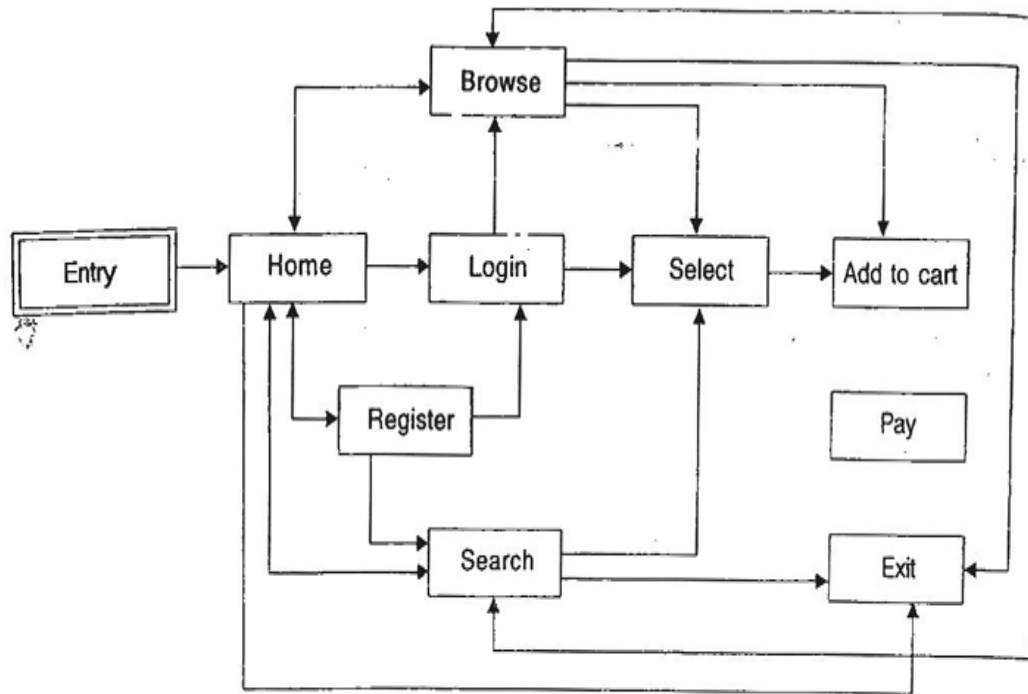 Browse
Entry
Home
Login
Select
Add to cart
Register
Pay
Search
Exit